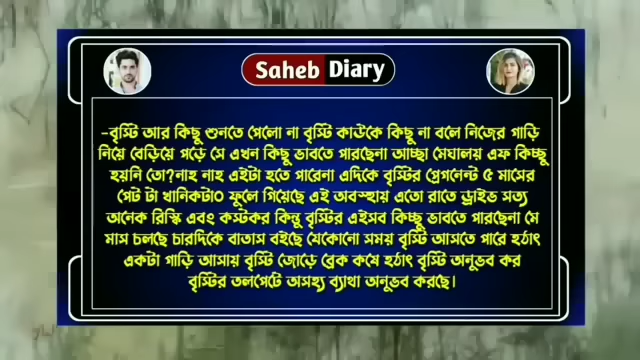 Saheb Diary
-বৃস্টি আর কিছু শুনতে পেলো না বৃস্টি কাউকে কিছু না বলে নিজের গাড়ি
নিয়ে বেড়িয়ে পড়ে সে এখন কিছু ভাবতে পারছেনা আচ্ছা মেঘালয় এফ কিচ্ছু
হয়নি তো?নাহ নাহ এইটা হতে পারেনা এদিকে বৃস্টির প্রেগনেন্ট ৫ মাসের
পেট টা খানিকটা০ ফুলে গিয়েছে এই অবস্হায় এতো রাতে ড্রাইভ সত্য
অনেক রিস্কি এবং কস্টকর কিন্তু বৃস্টির এইসব কিচ্ছু ভাবতে পারছেনা মে
মাস চলছে চারদিকে বাতাস বইছে যেকোনো সময় বৃস্টি আসতে পারে হঠাৎ
একটা গাড়ি আসায় বৃস্টি জোড়ে ব্রেক কষে হঠাৎ বৃস্টি অনুভব কর
বৃস্টির তলপেটে অসহ্য ব্যাথা অনুভব করছে।